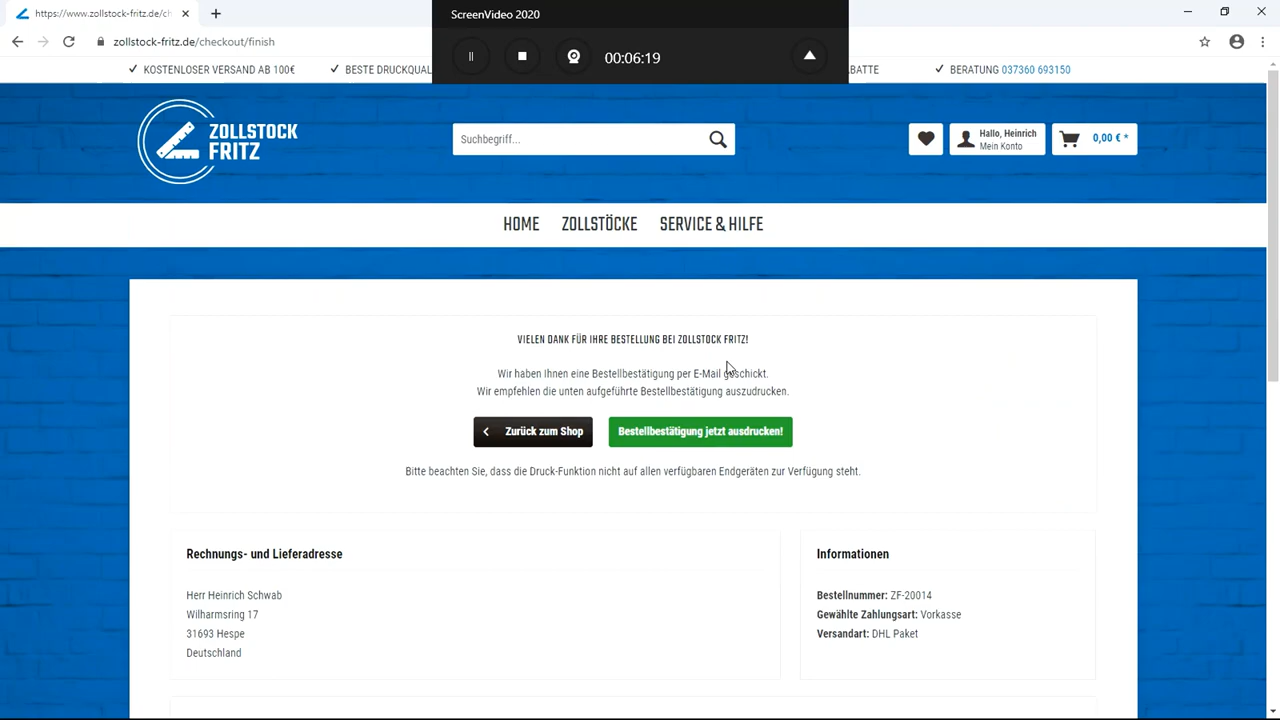 ScreenVideo 2020
https://www.zollstock-fritz.de/ch
00:06:19
zollstock-fritz.de/checkout/finish
KOSTENLOSER VERSAND AB 100€
BESTE DRUCKQUAL
ABATTE
BERATUNG 037360 693150
ZOLLSTOCK
FRITZ
Suchbegriff...
Hallo, Heinrich
Mein Konto
0,00 € *
HOME ZOLLSTÖCKE SERVICE & HILFE
VIELEN DANK FÜR IHRE BESTELLUNG BEI ZOLLSTOCK FRITZ!
Wir haben Ihnen eine Bestellbestätigung per E-Mail geschickt.
Wir empfehlen die unten aufgeführte Bestellbestätigung auszudrucken.
Zurück zum Shop
Bestellbestätigung jetzt ausdrucken!
Bitte beachten Sie, dass die Druck-Funktion nicht auf allen verfügbaren Endgeräten zur Verfügung steht.
Rechnungs- und Lieferadresse
Herr Heinrich Schwab
Wilharmsring 17
31693 Hespe
Deutschland
Informationen
Bestellnummer: ZF-20014
Gewählte Zahlungsart: Vorkasse
Versandart: DHL Paket